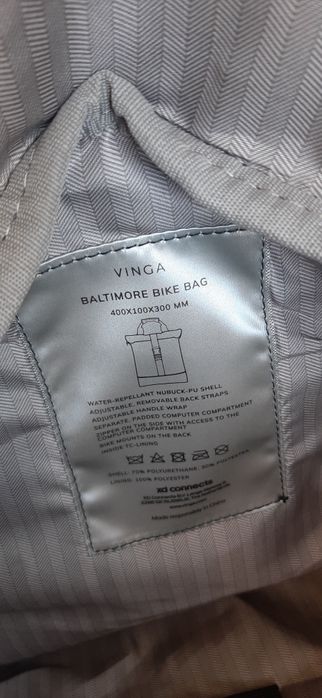 VINGA
BALTIMORE BIKE BAG
400X100X300 MM
WATER-REPELLANT NUBUCK-PU SHELL
ADJUSTABLE, REMOVABLE BACK STRAPS
ADJUSTABLE HANDLE WRAP
SEPARATE, PADDED COMPUTER COMPARTMENT
ZIPPER ON THE SIDE WITH ACCESS TO THE
COMPUTER COMPARTMENT
BIKE MOUNTS ON THE BACK
INSIDE TC-LINING
SHELL: 70% POLYURETHANE, 30% POLYESTER
LINING: 100% POLYESTER
xd connects
XD Connects B.V.
Made responsibly in China